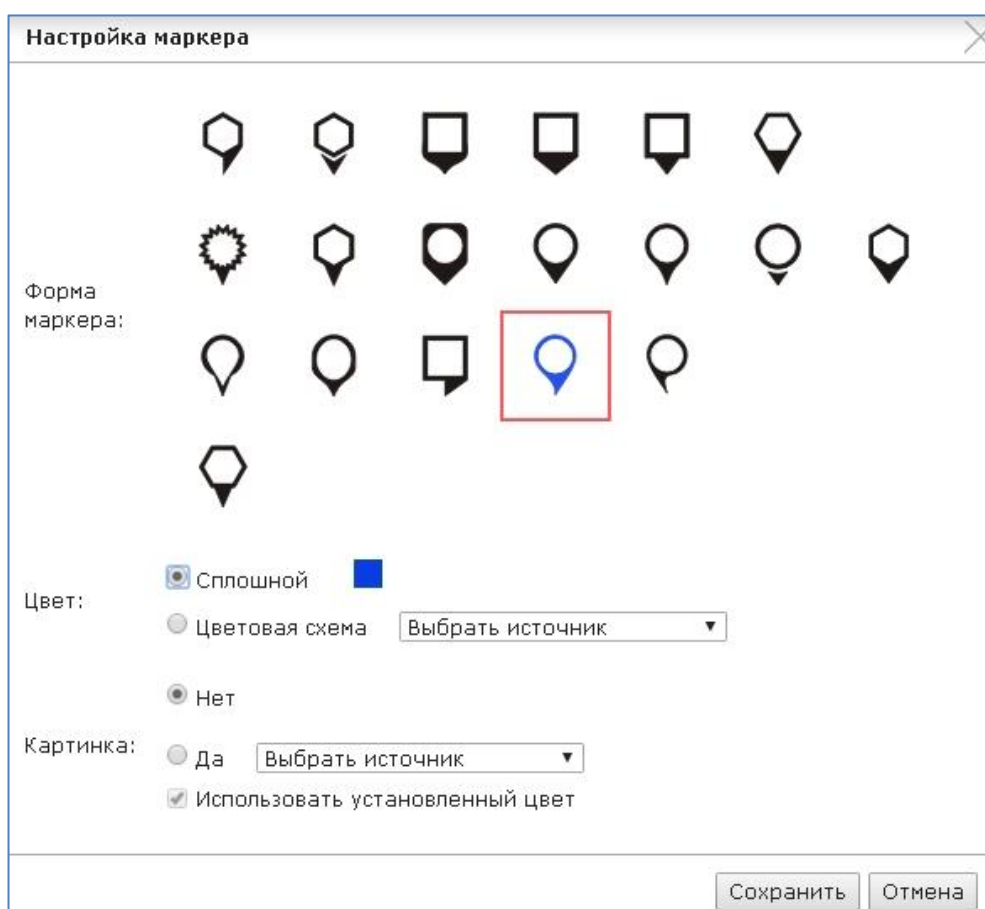 Настройка маркера
Форма
маркера:
Цвет:
Сплошной
Цветовая схема Выбрать источник
Картинка:
Нет
Да Выбрать источник
Использовать установленный цвет
Сохранить Отмена